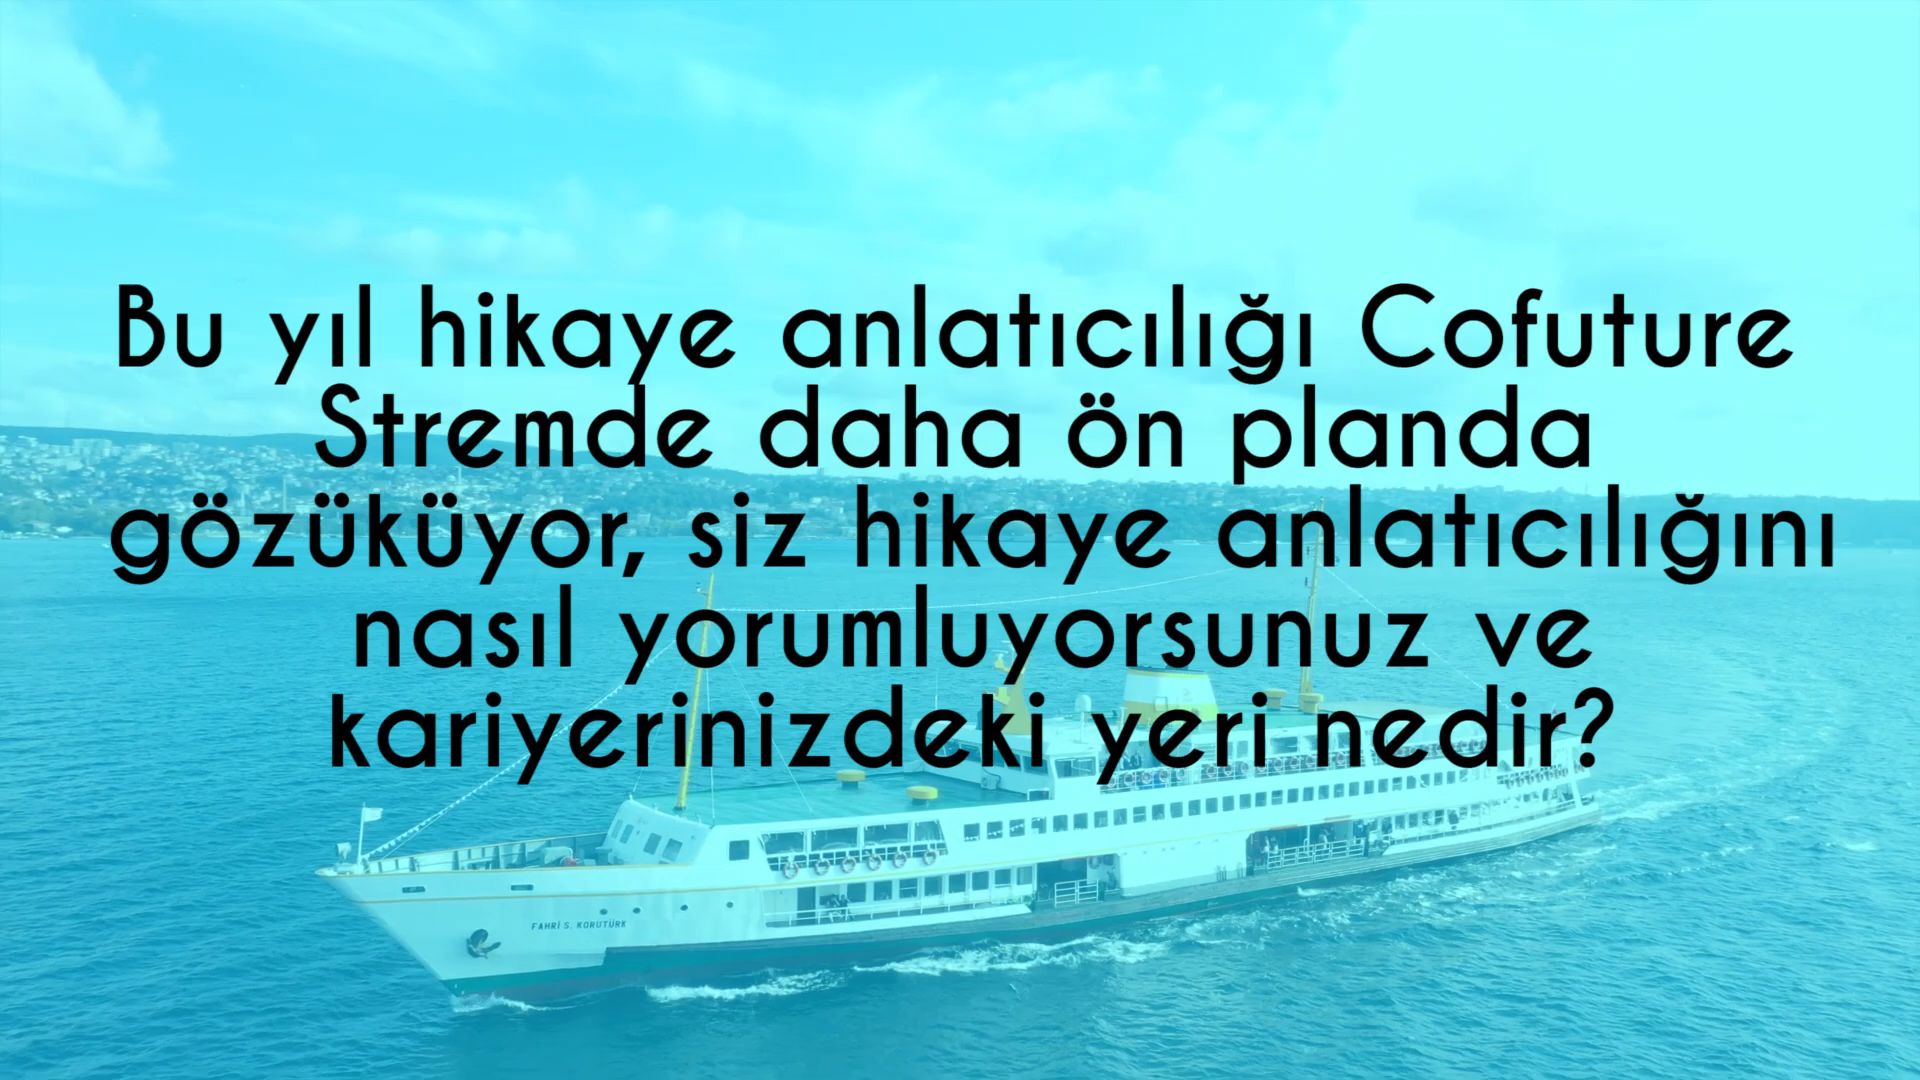 Bu yıl hikaye anlatıcılığı Cofuture
Stremde daha ön planda
gözüküyor, siz hikaye anlatıcılığını
nasıl yorumluyorsunuz ve
kariyerinizdeki yeri nedir?
FAHRİ S. KORUTÜRK